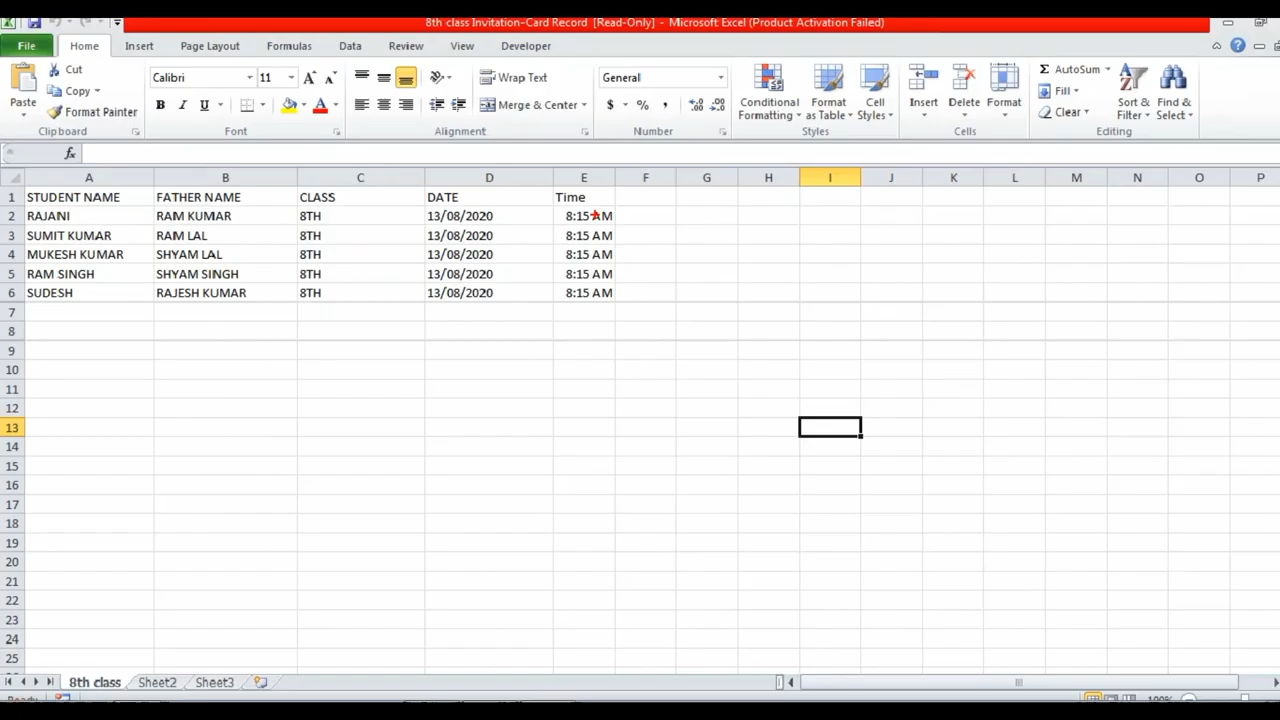 8th class Invitation-Card Record [Read-Only] - Microsoft Excel (Product Activation Failed)
File Home Insert Page Layout Formulas Data Review View Developer
Cut
Copy
Format Painter
Paste
Calibri 11
B I U
Wrap Text
Merge & Center
General
$ % ,
Conditional Formatting
Format as Table
Cell Styles
Insert Delete Format
AutoSum
Fill
Clear
Sort & Filter
Find & Select
Clipboard Font Alignment Number Styles Cells Editing
fx
A B C D E F G H I J K L M N O P
1 STUDENT NAME FATHER NAME CLASS DATE Time
2 RAJANI RAM KUMAR 8TH 13/08/2020 8:15 AM
3 SUMIT KUMAR RAM LAL 8TH 13/08/2020 8:15 AM
4 MUKESH KUMAR SHYAM LAL 8TH 13/08/2020 8:15 AM
5 RAM SINGH SHYAM SINGH 8TH 13/08/2020 8:15 AM
6 SUDESH RAJESH KUMAR 8TH 13/08/2020 8:15 AM
7
8
9
10
11
12
13
14
15
16
17
18
19
20
21
22
23
24
25
8th class Sheet2 Sheet3
Ready 100%